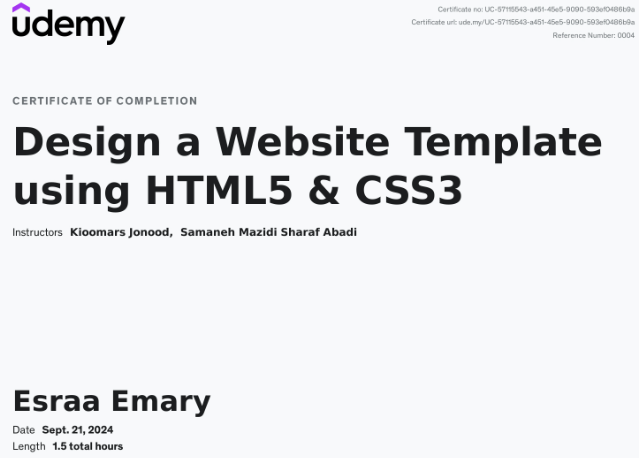 udemy
Certificate no: UC-57115543-a451-45e5-9090-593ef0486b9a
Certificate url: ude.my/UC-57115543-a451-45e5-9090-593ef0486b9a
Reference Number: 0004
CERTIFICATE OF COMPLETION
Design a Website Template
using HTML5 & CSS3
Instructors Kioomars Jonood, Samaneh Mazidi Sharaf Abadi
Esraa Emary
Date Sept. 21, 2024
Length 1.5 total hours